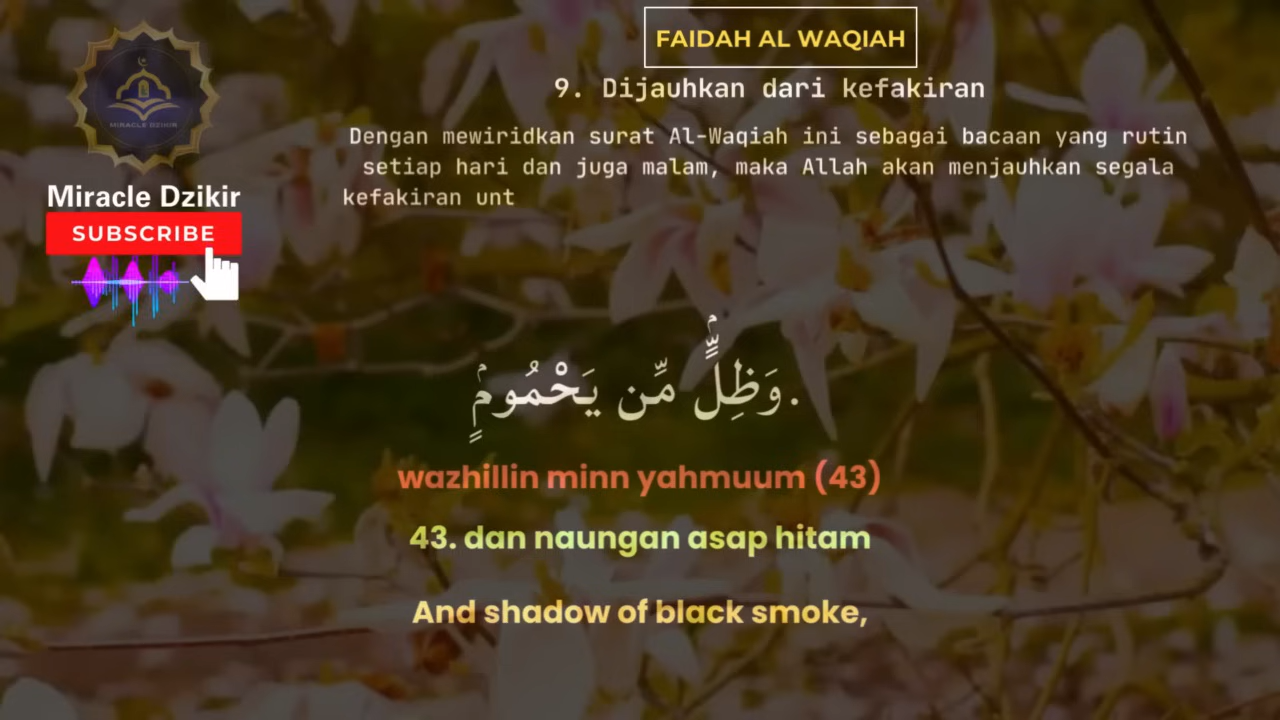 FAIDAH AL WAQIAH
9. Dijauhkan dari kefakiran
Dengan mewiridkan surat Al-Waqiah ini sebagai bacaan yang rutin
setiap hari dan juga malam, maka Allah akan menjauhkan segala
kefakiran unt
MIRACLE DZIKIR
Miracle Dzikir
SUBSCRIBE
وَظِلٍّۢ مِّن يَحْمُومٍۢ.
wazhillin minn yahmuum (43)
43. dan naungan asap hitam
And shadow of black smoke,